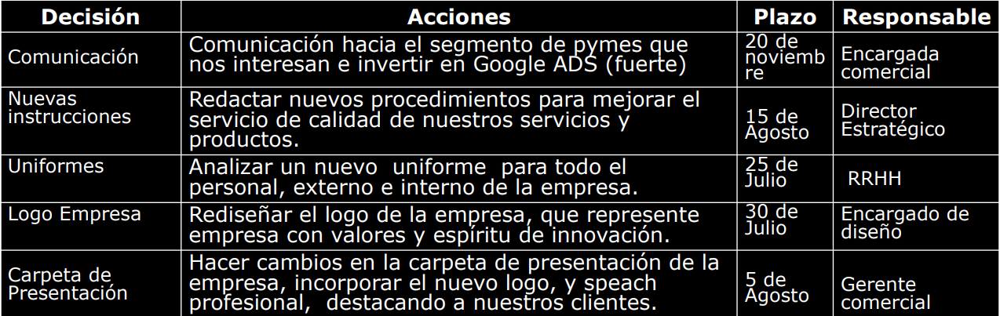 Decisión Acciones Plazo Responsable
Comunicación
Comunicación hacia el segmento de pymes que
nos interesan e invertir en Google ADS (fuerte)
20 de
noviemb
re
Encargada
comercial
Nuevas
instrucciones
Redactar nuevos procedimientos para mejorar el
servicio de calidad de nuestros servicios y
productos.
15 de
Agosto
Director
Estratégico
Uniformes
Analizar un nuevo uniforme para todo el
personal, externo e interno de la empresa.
25 de
Julio
RRHH
Logo Empresa
Rediseñar el logo de la empresa, que represente
empresa con valores y espíritu de innovación.
30 de
Julio
Encargado de
diseño
Carpeta de
Presentación
Hacer cambios en la carpeta de presentación de la
empresa, incorporar el nuevo logo, y speach
profesional, destacando a nuestros clientes.
5 de
Agosto
Gerente
comercial